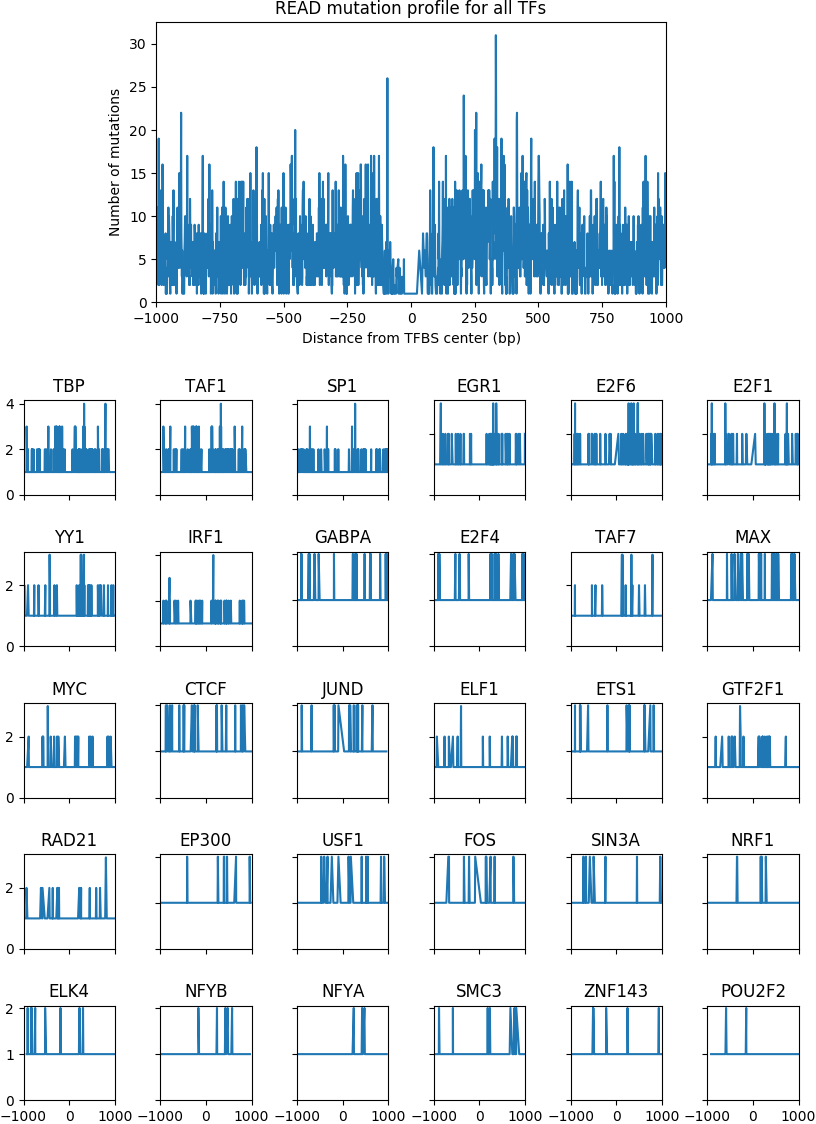 READ mutation profile for all TFs
30
25
20
15
10
5
0
Number of mutations
−1000 −750 −500 −250 0 250 500 750 1000
Distance from TFBS center (bp)
TBP TAF1 SP1 EGR1 E2F6 E2F1
4
2
0
YY1 IRF1 GABPA E2F4 TAF7 MAX
2
0
MYC CTCF JUND ELF1 ETS1 GTF2F1
2
0
RAD21 EP300 USF1 FOS SIN3A NRF1
2
0
ELK4 NFYB NFYA SMC3 ZNF143 POU2F2
2
1
0
−1000 0 1000 −1000 0 1000 −1000 0 1000 −1000 0 1000 −1000 0 1000 −1000 0 1000